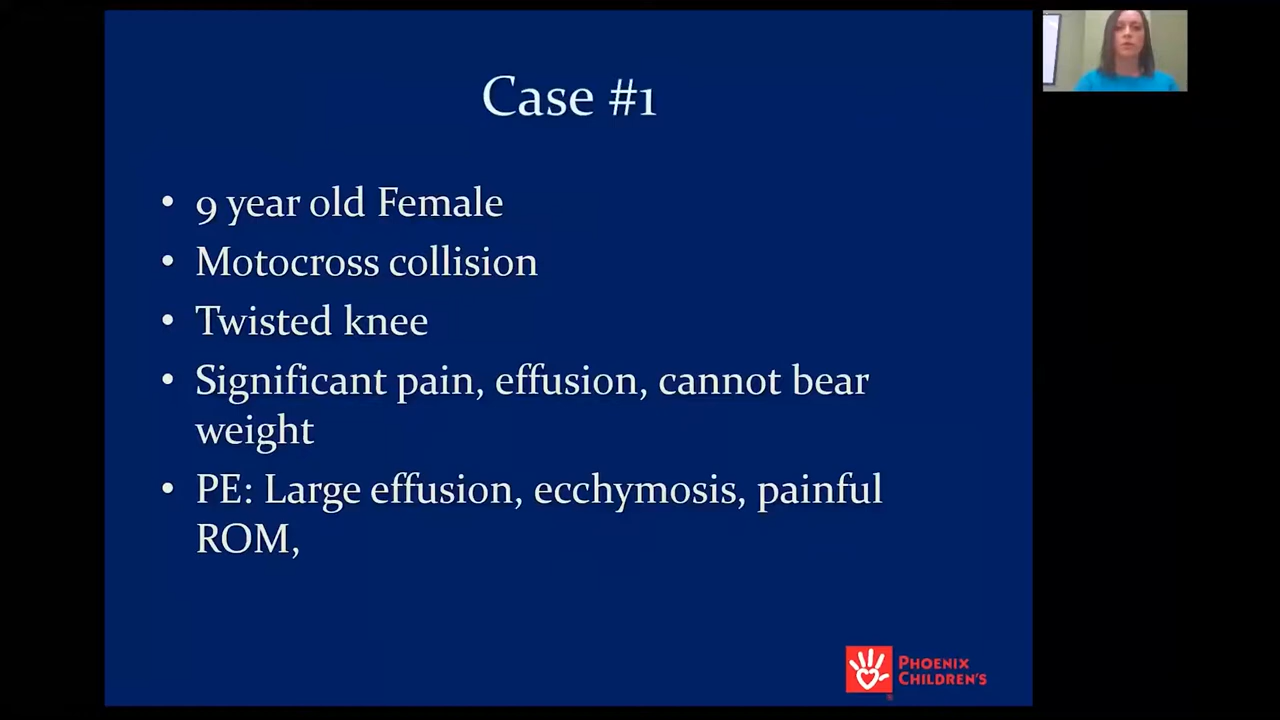 Case #1
• 9 year old Female
• Motocross collision
• Twisted knee
• Significant pain, effusion, cannot bear
weight
• PE: Large effusion, ecchymosis, painful
ROM,
PHOENIX
CHILDREN'S